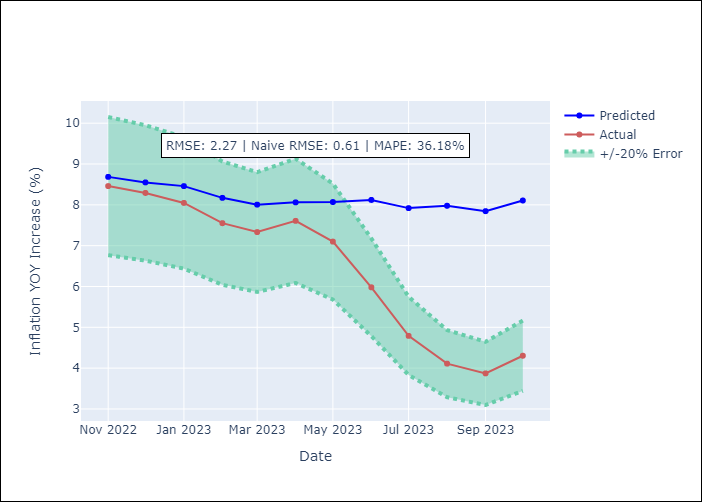 RMSE: 2.27 | Naive RMSE: 0.61 | MAPE: 36.18%
Predicted
Actual
+/-20% Error
Inflation YOY Increase (%)
10
9
8
7
6
5
4
3
Nov 2022 Jan 2023 Mar 2023 May 2023 Jul 2023 Sep 2023
Date